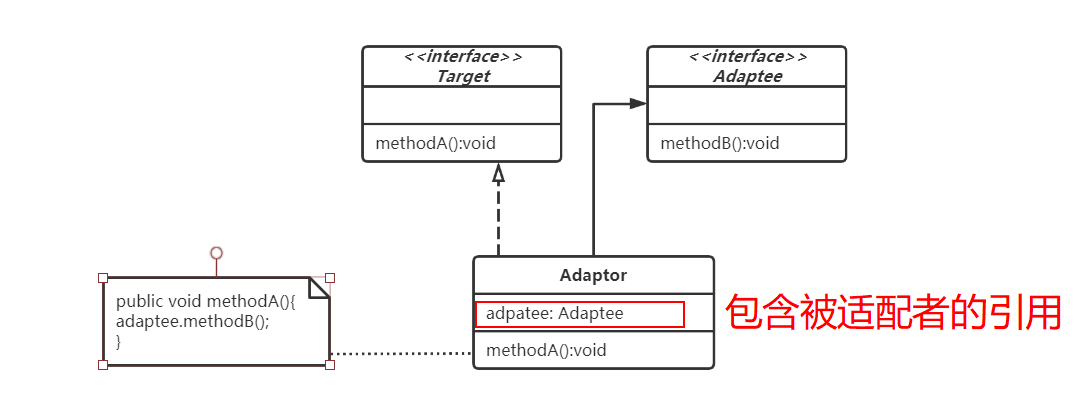 <<interface>>
Target
methodA():void
<<interface>>
Adaptee
methodB():void
Adaptor
adpatee: Adaptee
methodA():void
包含被适配者的引用
public void methodA(){
adaptee.methodB();
}